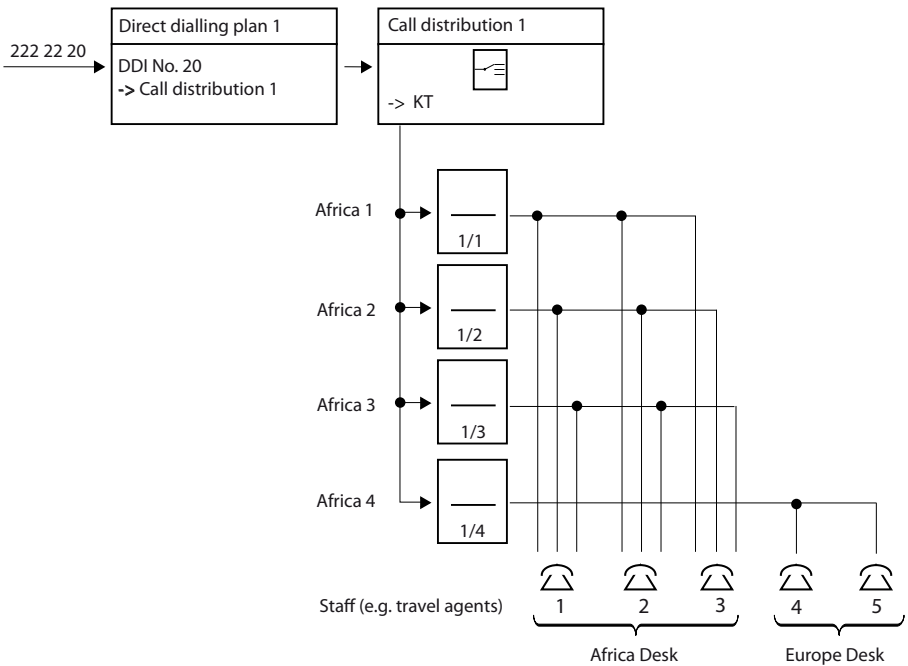 222 22 20
Direct dialling plan 1
DDI No. 20
-> Call distribution 1
Call distribution 1
-> KT
Africa 1
1/1
Africa 2
1/2
Africa 3
1/3
Africa 4
1/4
Staff (e.g. travel agents) 1 2 3 4 5
Africa Desk Europe Desk